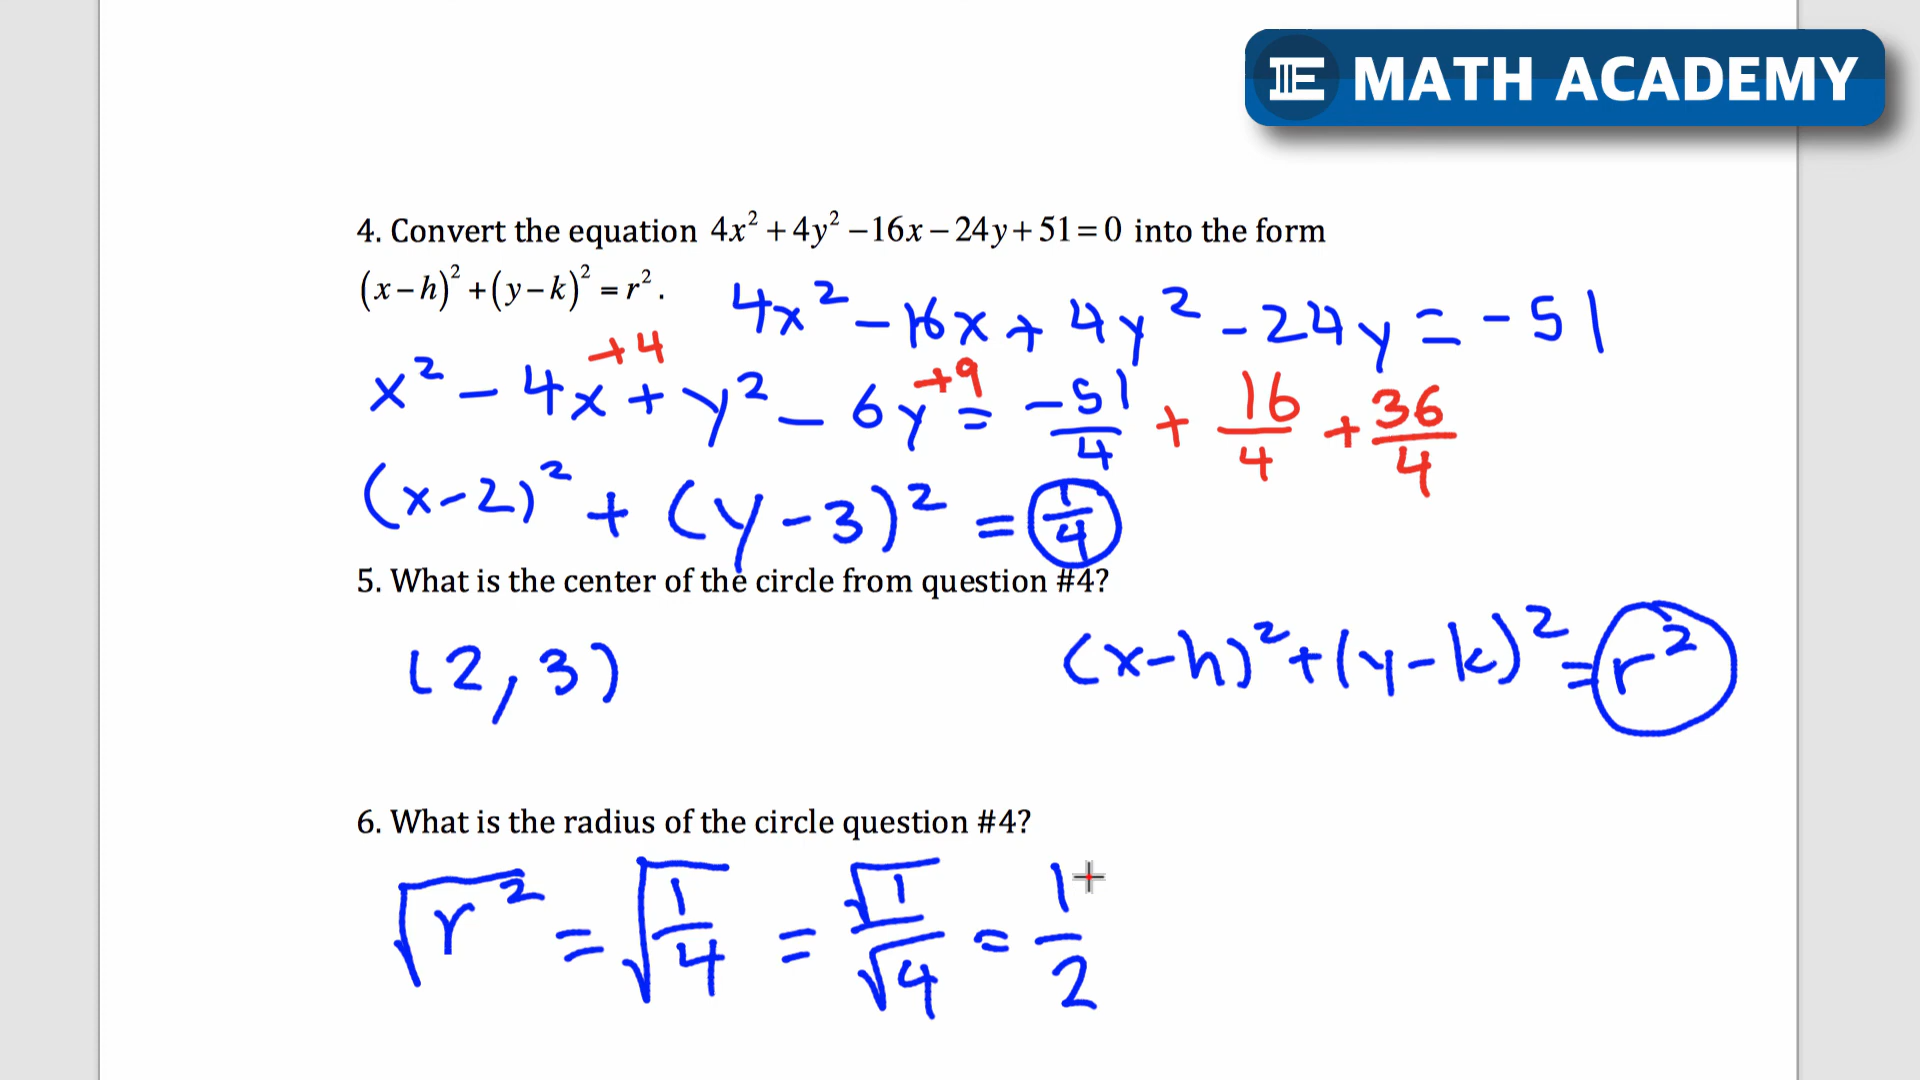 IE MATH ACADEMY
4. Convert the equation 4x² + 4y² − 16x − 24y + 51 = 0 into the form
(x − h)² + (y − k)² = r².
4x² − 16x + 4y² − 24y = −51
x² − 4x +4 + y² − 6y +9 = −51/4 + 16/4 + 36/4
(x−2)² + (y−3)² = 1/4
5. What is the center of the circle from question #4?
(2,3)
(x−h)² + (y−k)² = r²
6. What is the radius of the circle question #4?
√r² = √(1/4) = √1/√4 = 1/2